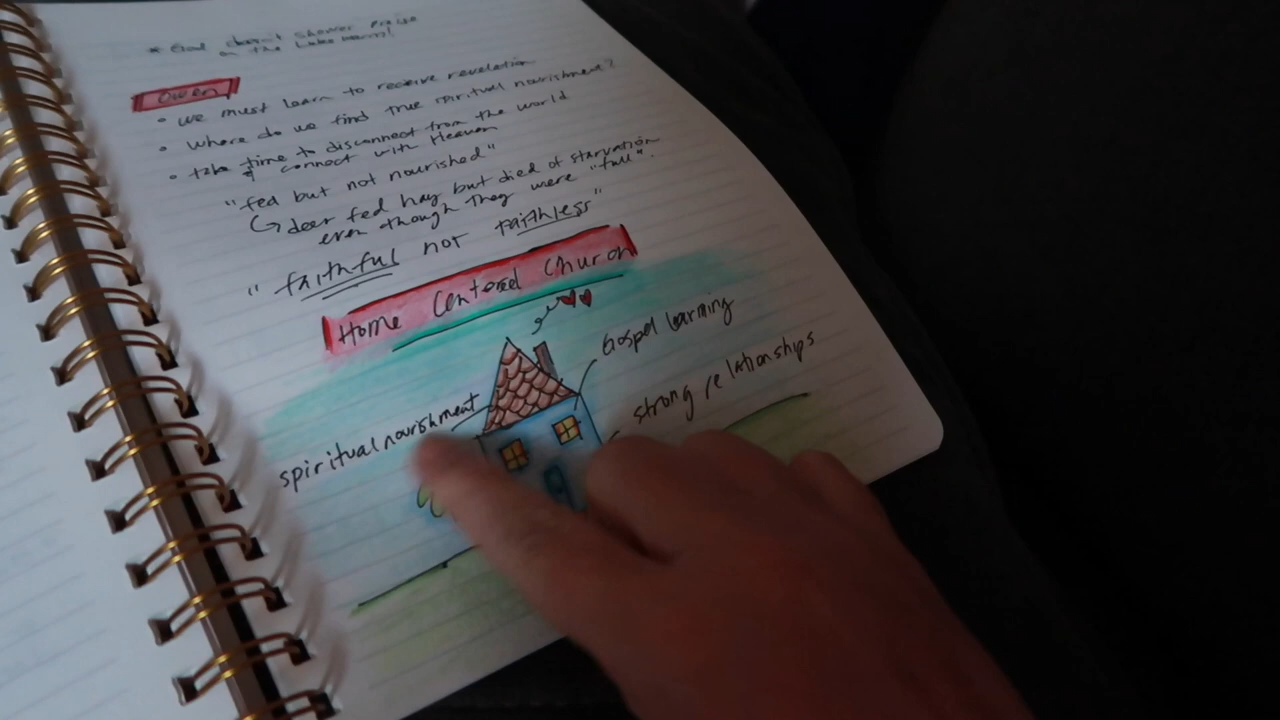 * God doesn't shower praise
on the Luke warm!
Owen
• we must learn to receive revelation
• where do we find true spiritual nourishment?
• take time to disconnect from the world
& connect with Heaven
"fed but not nourished"
↳ deer fed hay but died of starvation
even though they were "full".
"faithful not faithless"
Home Centered Church
Gospel learning
strong relationships
spiritual nourishment